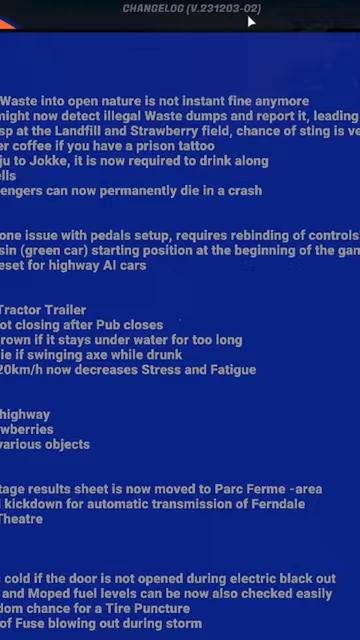 CHANGELOG (V.231203-02)
Waste into open nature is not instant fine anymore
might now detect illegal Waste dumps and report it, leading
sp at the Landfill and Strawberry field, chance of sting is ve
er coffee if you have a prison tattoo
ju to Jokke, it is now required to drink along
ells
engers can now permanently die in a crash
one issue with pedals setup, requires rebinding of controls
sin (green car) starting position at the beginning of the gam
eset for highway AI cars
Tractor Trailer
ot closing after Pub closes
rown if it stays under water for too long
ie if swinging axe while drunk
20km/h now decreases Stress and Fatigue
highway
wberries
various objects
tage results sheet is now moved to Parc Ferme -area
kickdown for automatic transmission of Ferndale
Theatre
cold if the door is not opened during electric black out
and Moped fuel levels can be now also checked easily
dom chance for a Tire Puncture
of Fuse blowing out during storm